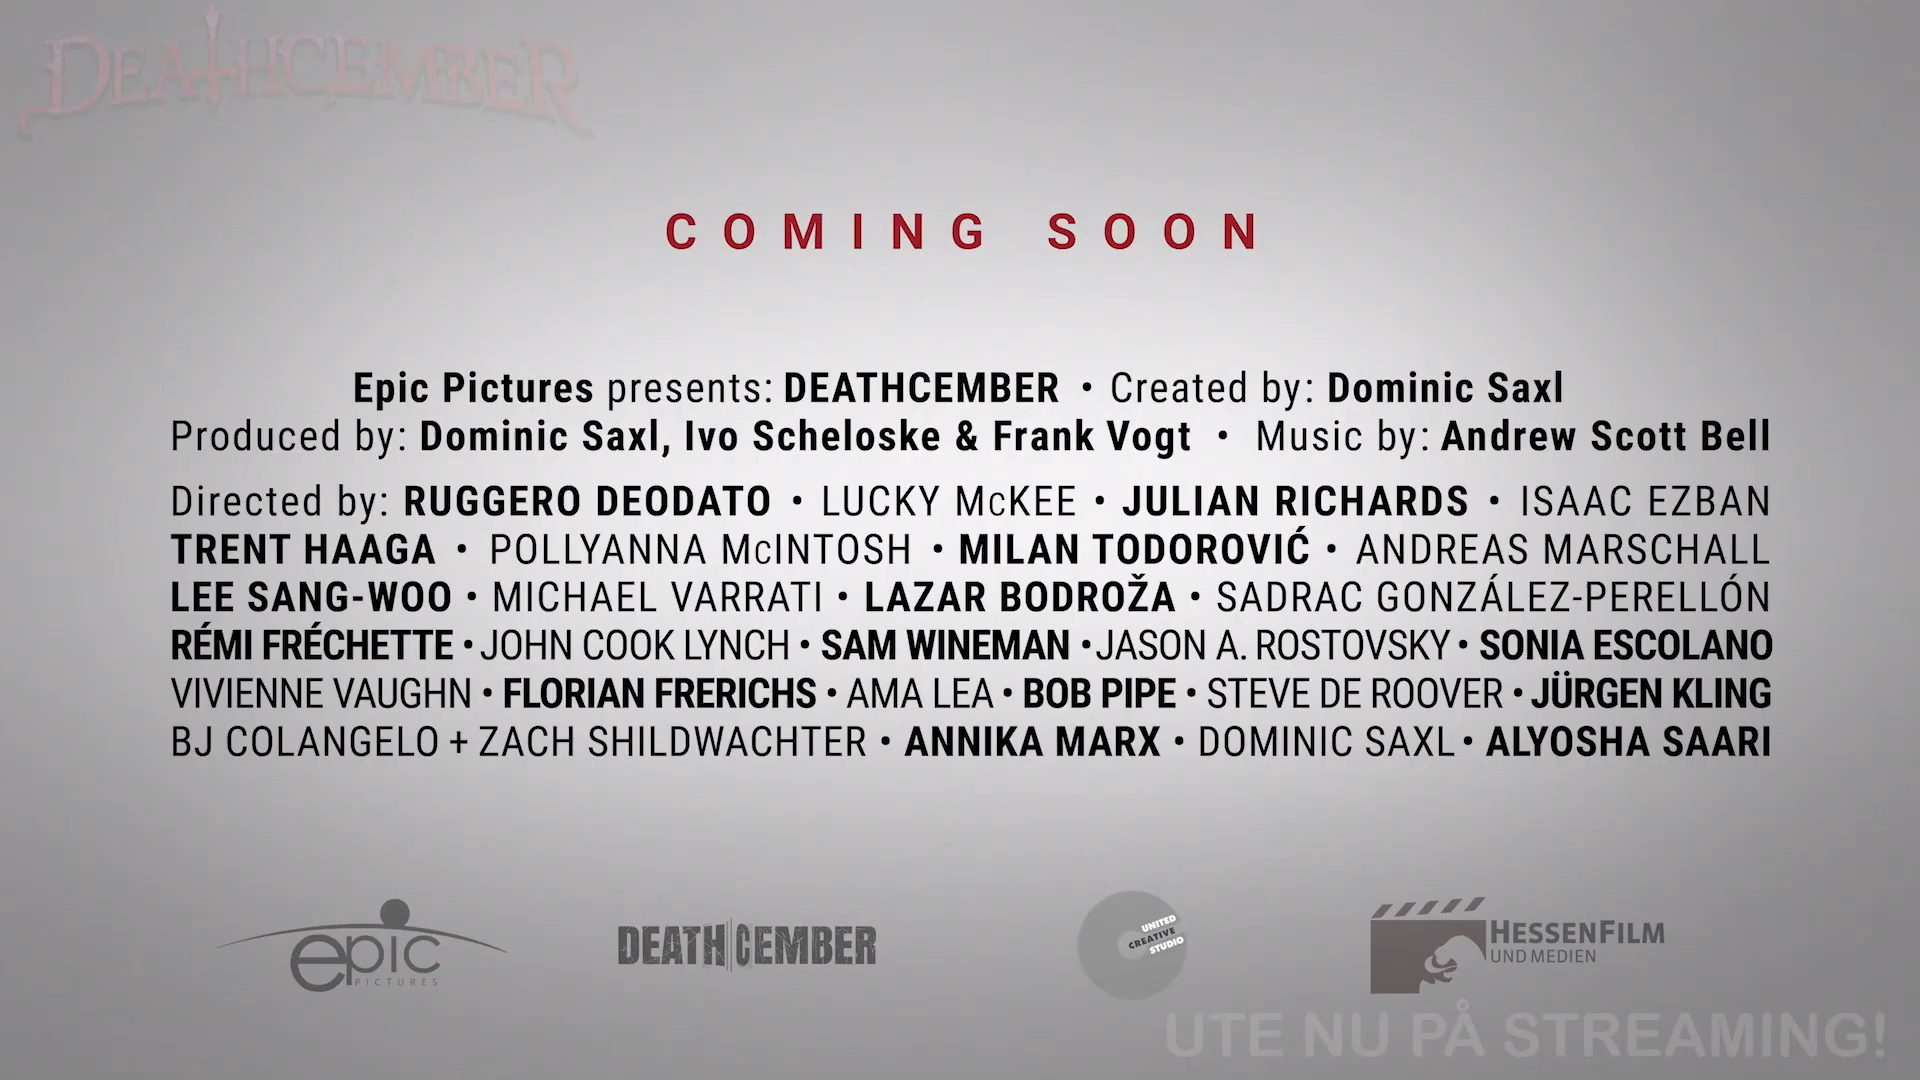 DEATHCEMBER
COMING SOON
Epic Pictures presents: DEATHCEMBER • Created by: Dominic Saxl
Produced by: Dominic Saxl, Ivo Scheloske & Frank Vogt • Music by: Andrew Scott Bell
Directed by: RUGGERO DEODATO • LUCKY McKEE • JULIAN RICHARDS • ISAAC EZBAN
TRENT HAAGA • POLLYANNA McINTOSH • MILAN TODOROVIĆ • ANDREAS MARSCHALL
LEE SANG-WOO • MICHAEL VARRATI • LAZAR BODROŽA • SADRAC GONZÁLEZ-PERELLÓN
RÉMI FRÉCHETTE • JOHN COOK LYNCH • SAM WINEMAN • JASON A. ROSTOVSKY • SONIA ESCOLANO
VIVIENNE VAUGHN • FLORIAN FRERICHS • AMA LEA • BOB PIPE • STEVE DE ROOVER • JÜRGEN KLING
BJ COLANGELO + ZACH SHILDWACHTER • ANNIKA MARX • DOMINIC SAXL • ALYOSHA SAARI
epic
PICTURES
DEATHCEMBER
UNITED
CREATIVE
STUDIO
HESSENFILM
UND MEDIEN
UTE NU PÅ STREAMING!